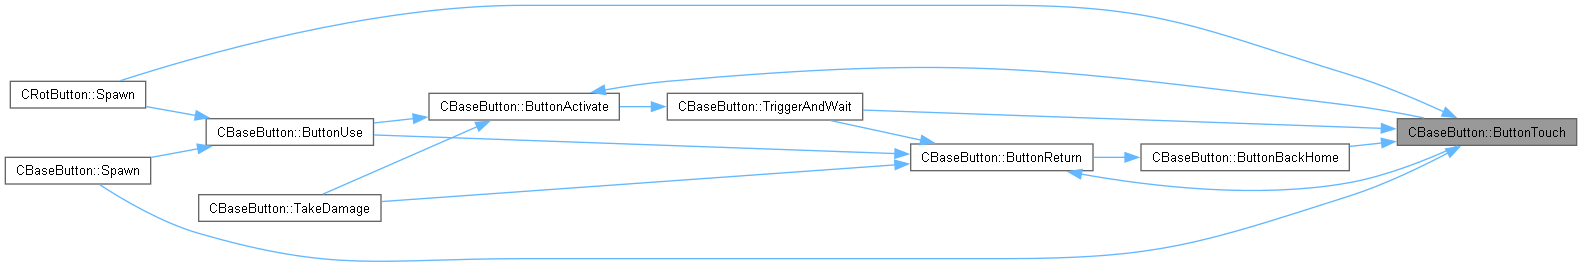 CRotButton::Spawn
CBaseButton::ButtonActivate
CBaseButton::TriggerAndWait
CBaseButton::ButtonUse
CBaseButton::ButtonTouch
CBaseButton::ButtonReturn
CBaseButton::ButtonBackHome
CBaseButton::Spawn
CBaseButton::TakeDamage